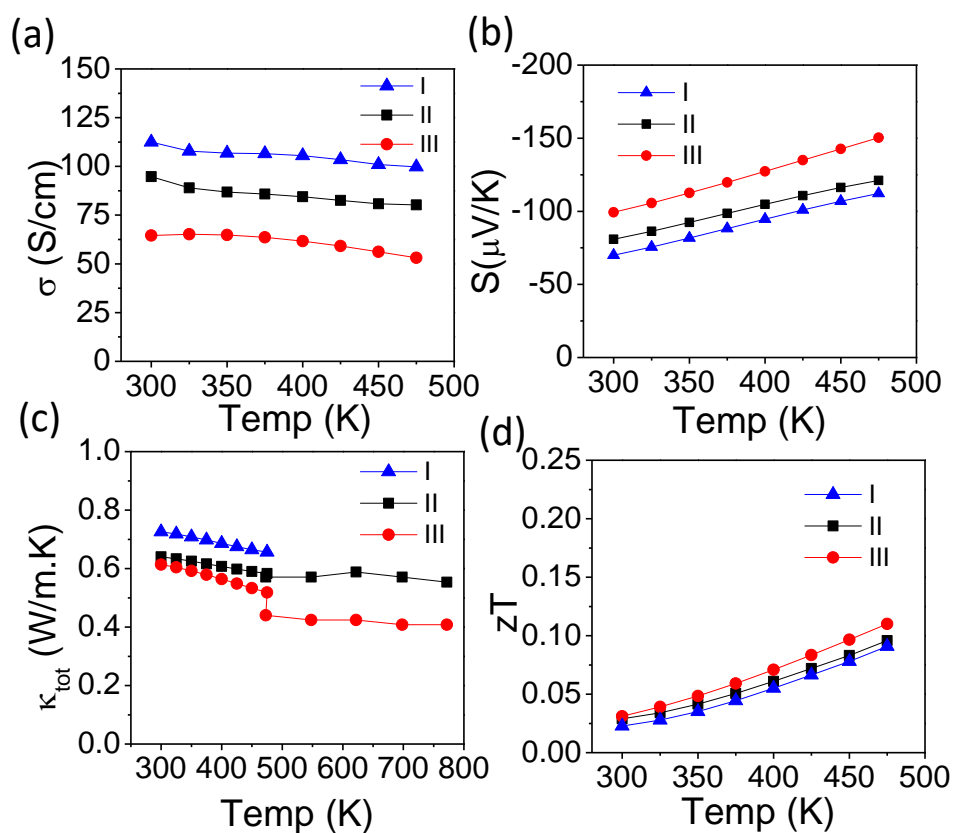 (a)
150
125
100
75
50
25
0
σ (S/cm)
I
II
III
300 350 400 450 500
Temp (K)
(b)
-200
-150
-100
-50
0
S(μV/K)
I
II
III
300 350 400 450 500
Temp (K)
(c)
1.0
0.8
0.6
0.4
0.2
0.0
κtot (W/m.K)
I
II
III
300 400 500 600 700 800
Temp (K)
(d)
0.25
0.20
0.15
0.10
0.05
0.00
zT
I
II
III
300 350 400 450 500
Temp (K)